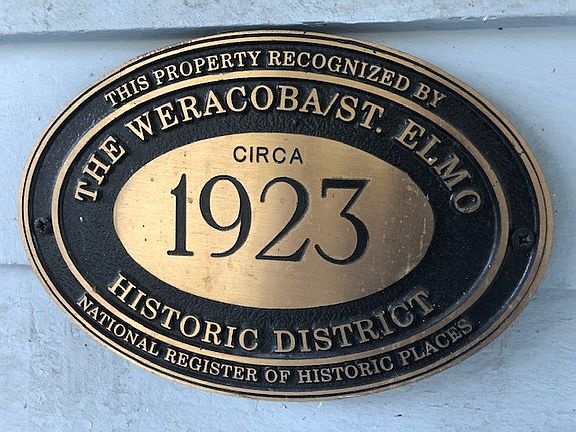 THIS PROPERTY RECOGNIZED BY
THE WERACOBA/ST. ELMO
CIRCA
1923
HISTORIC DISTRICT
NATIONAL REGISTER OF HISTORIC PLACES